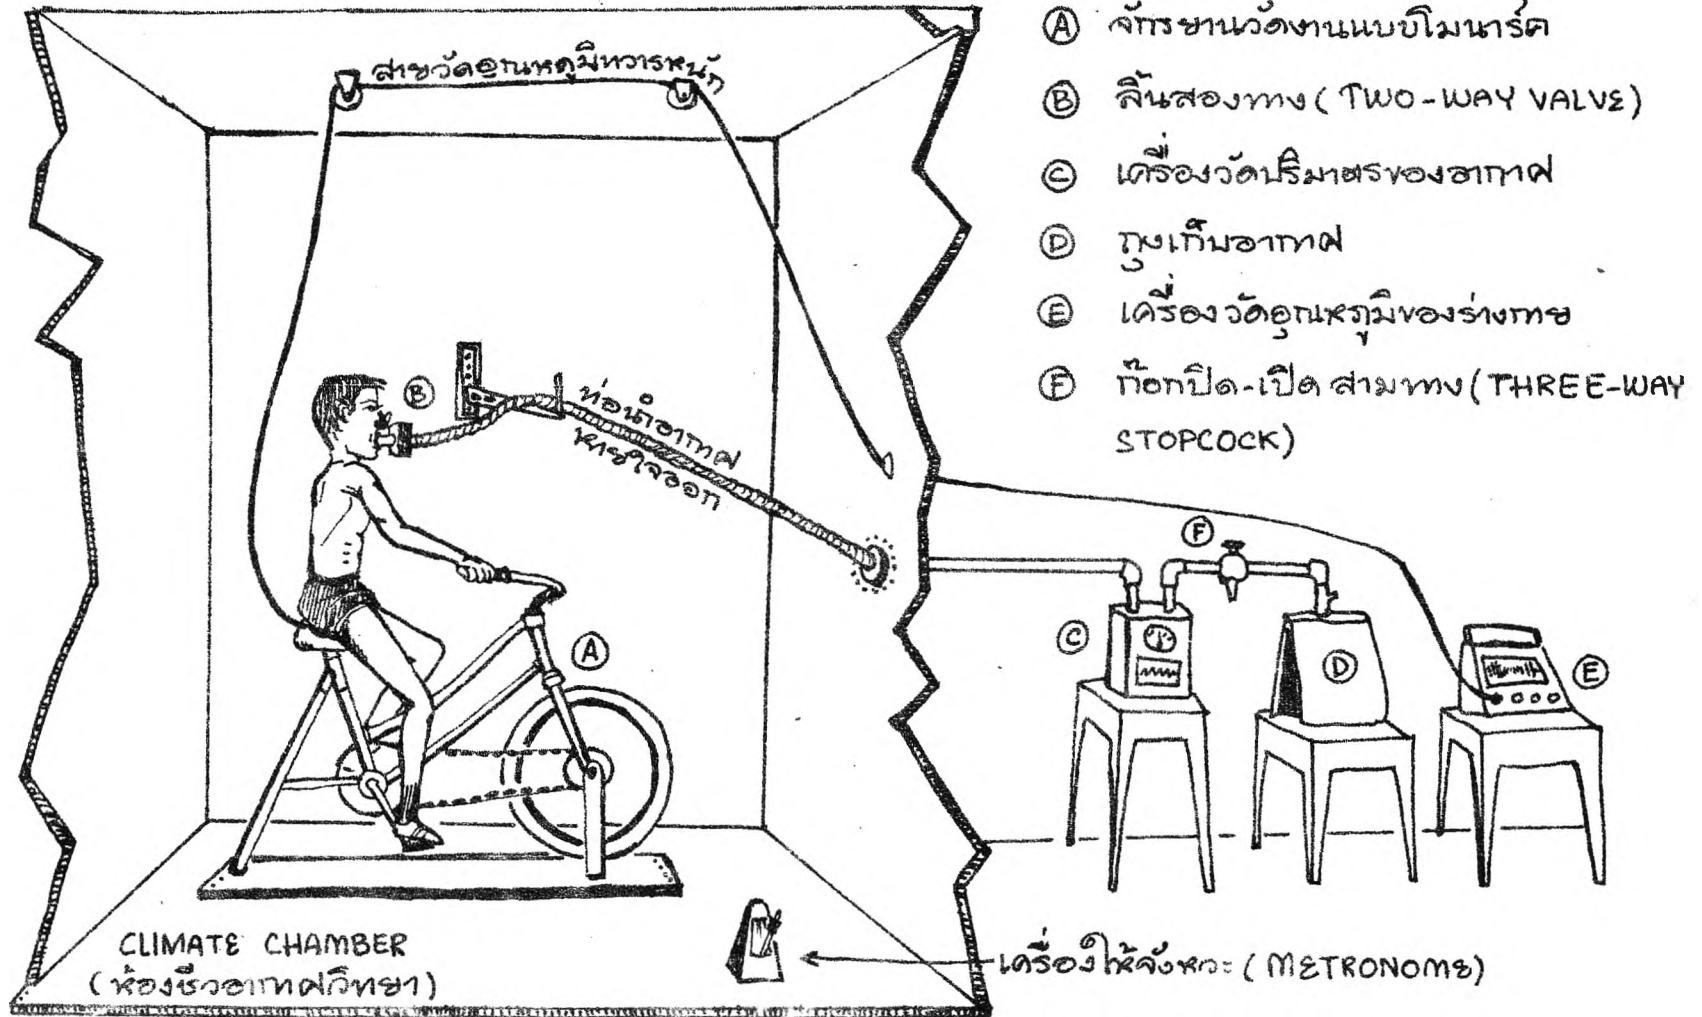 Ⓐ จักรยานวัดงานแบบโมนาร์ค
Ⓑ ลิ้นสองทาง (TWO-WAY VALVE)
Ⓒ เครื่องวัดปริมาตรของอากาศ
Ⓓ ถุงเก็บอากาศ
Ⓔ เครื่องวัดอุณหภูมิของร่างกาย
Ⓕ ก๊อกปิด-เปิด สามทาง (THREE-WAY
STOPCOCK)
สายวัดอุณหภูมิทวารหนัก
Ⓑ
ท่อนำอากาศ
หายใจออก
Ⓕ
Ⓐ
Ⓒ
Ⓓ
Ⓔ
CLIMATE CHAMBER
(ห้องชีวอากาศวิทยา)
เครื่องให้จังหวะ (METRONOME)